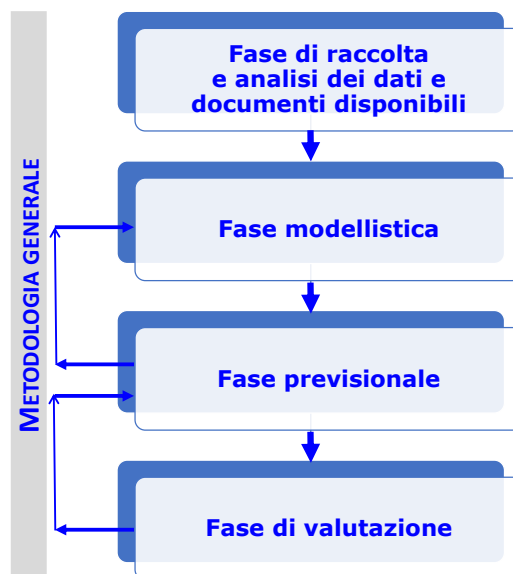 METODOLOGIA GENERALE
Fase di raccolta
e analisi dei dati e
documenti disponibili
Fase modellistica
Fase previsionale
Fase di valutazione